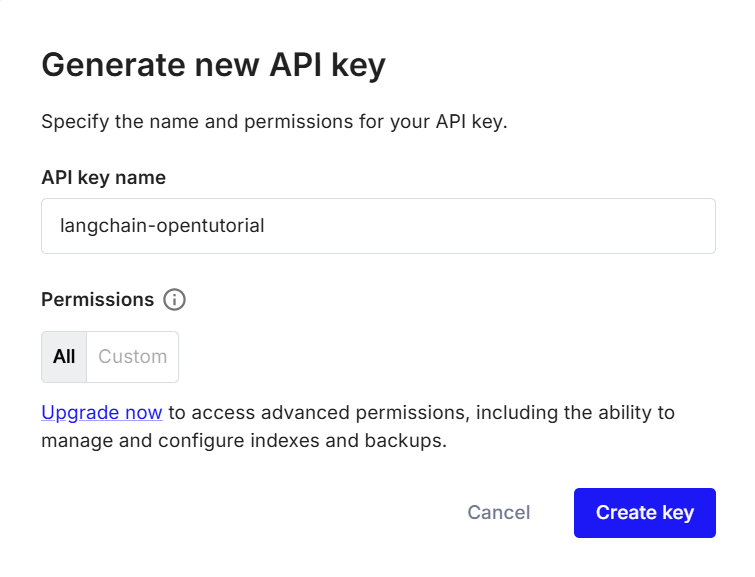 Generate new API key
Specify the name and permissions for your API key.
API key name
langchain-opentutorial
Permissions
All Custom
Upgrade now to access advanced permissions, including the ability to
manage and configure indexes and backups.
Cancel Create key